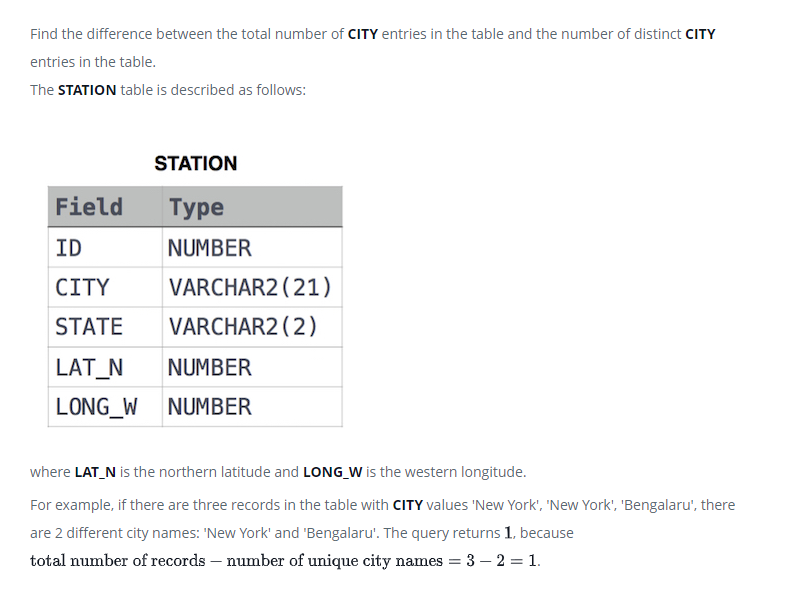 Find the difference between the total number of CITY entries in the table and the number of distinct CITY
entries in the table.
The STATION table is described as follows:
STATION
Field Type
ID NUMBER
CITY VARCHAR2(21)
STATE VARCHAR2(2)
LAT_N NUMBER
LONG_W NUMBER
where LAT_N is the northern latitude and LONG_W is the western longitude.
For example, if there are three records in the table with CITY values 'New York', 'New York', 'Bengalaru', there
are 2 different city names: 'New York' and 'Bengalaru'. The query returns 1, because
total number of records − number of unique city names = 3 − 2 = 1.